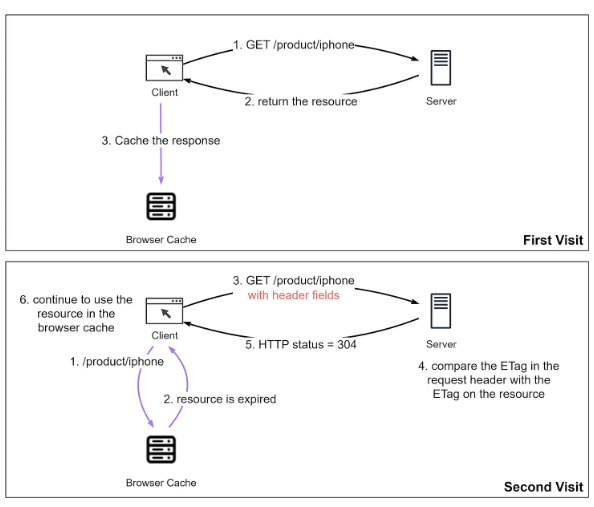 1. GET /product/iphone
Client
Server
2. return the resource
3. Cache the response
Browser Cache
First Visit
3. GET /product/iphone
with header fields
6. continue to use the
resource in the
browser cache
Client
Server
5. HTTP status = 304
1. /product/iphone
4. compare the ETag in the
request header with the
ETag on the resource
2. resource is expired
Browser Cache
Second Visit